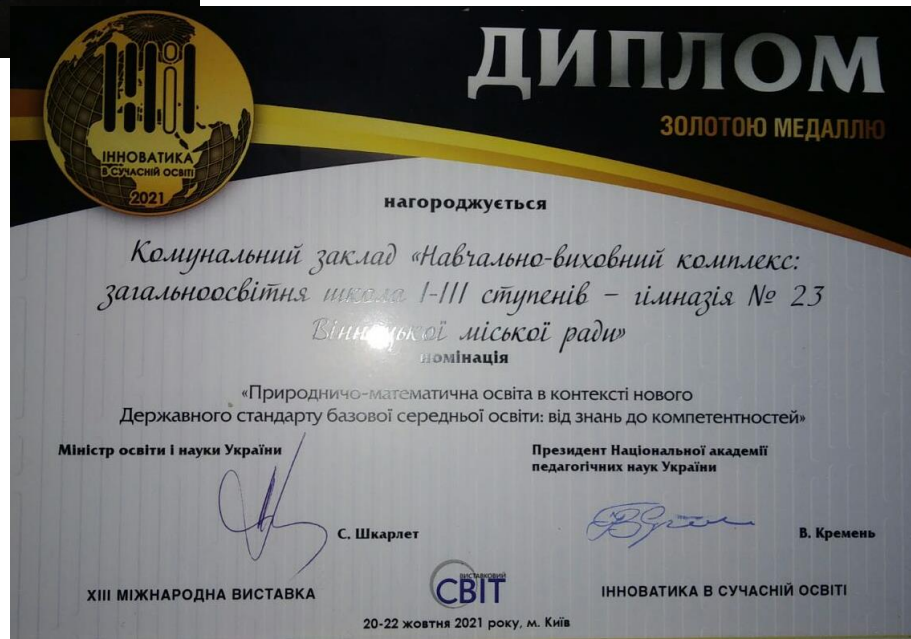 ІННОВАТИКА
В СУЧАСНІЙ ОСВІТІ
2021
ДИПЛОМ
ЗОЛОТОЮ МЕДАЛЛЮ
нагороджується
Комунальний заклад «Навчально-виховний комплекс:
загальноосвітня школа І-ІІІ ступенів – гімназія № 23
Вінницької міської ради»
номінація
«Природничо-математична освіта в контексті нового
Державного стандарту базової середньої освіти: від знань до компетентностей»
Міністр освіти і науки України
С. Шкарлет
Президент Національної академії
педагогічних наук України
В. Кремень
XIII МІЖНАРОДНА ВИСТАВКА
ВИСТАВКОВИЙ
СВІТ
ІННОВАТИКА В СУЧАСНІЙ ОСВІТІ
20-22 жовтня 2021 року, м. Київ